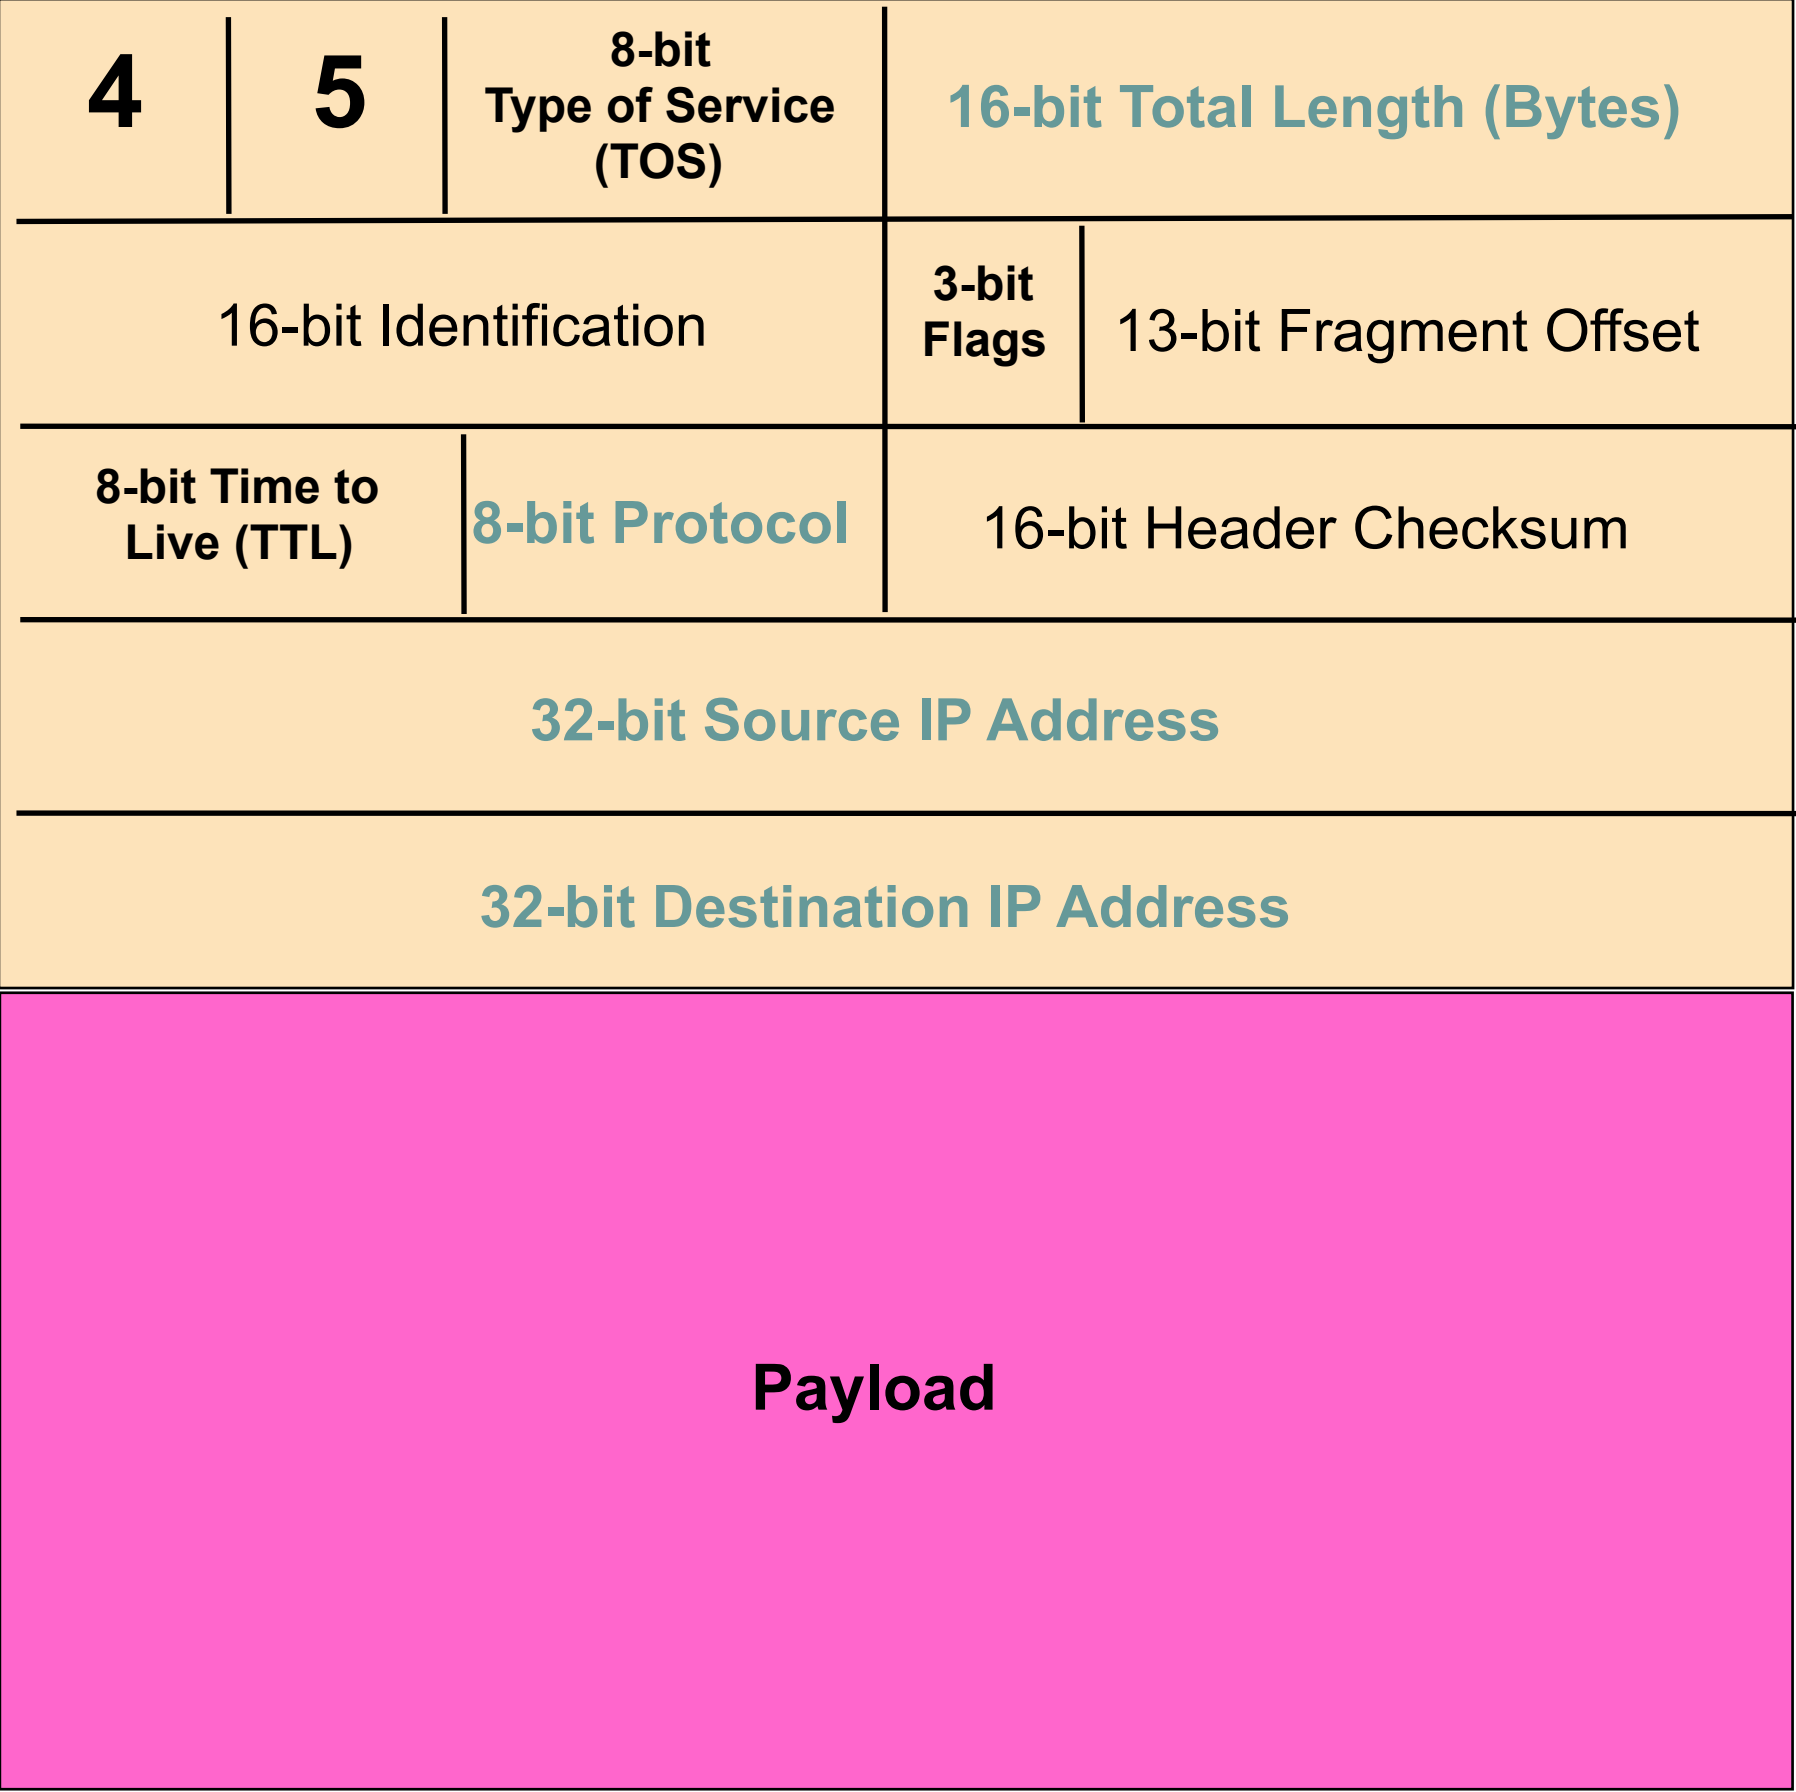 4
5
8-bit
Type of Service
(TOS)
16-bit Total Length (Bytes)
16-bit Identification
3-bit
Flags
13-bit Fragment Offset
8-bit Time to
Live (TTL)
8-bit Protocol
16-bit Header Checksum
32-bit Source IP Address
32-bit Destination IP Address
Payload